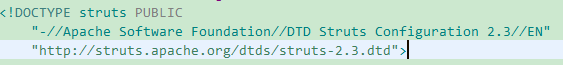 <!DOCTYPE struts PUBLIC
"-//Apache Software Foundation//DTD Struts Configuration 2.3//EN"
"http://struts.apache.org/dtds/struts-2.3.dtd">